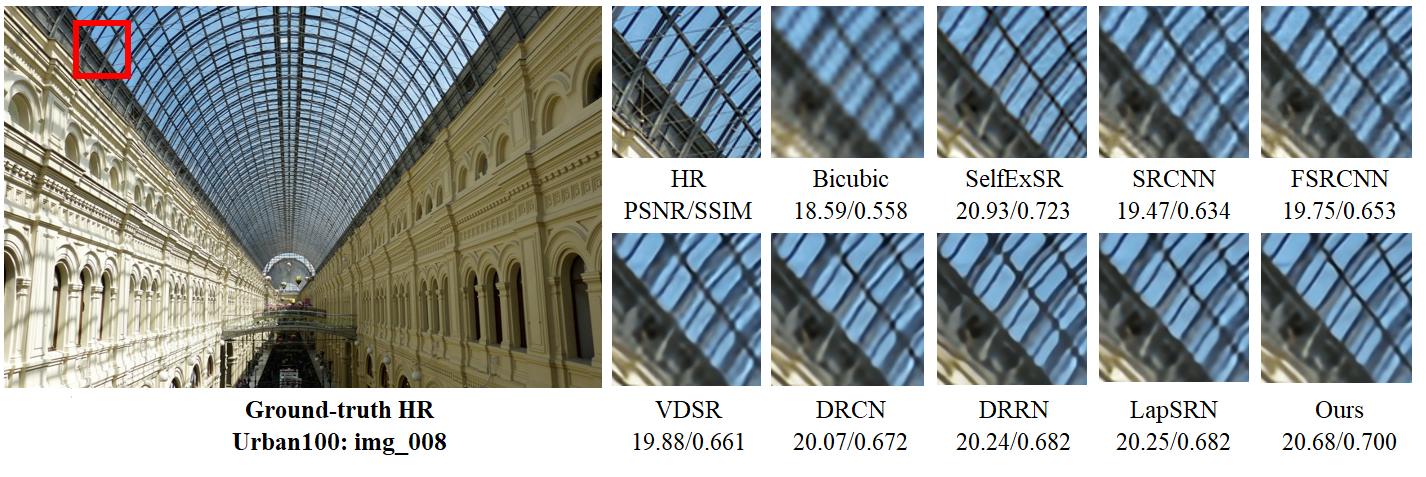 HR Bicubic SelfExSR SRCNN FSRCNN
PSNR/SSIM 18.59/0.558 20.93/0.723 19.47/0.634 19.75/0.653
VDSR DRCN DRRN LapSRN Ours
19.88/0.661 20.07/0.672 20.24/0.682 20.25/0.682 20.68/0.700
Ground-truth HR
Urban100: img_008